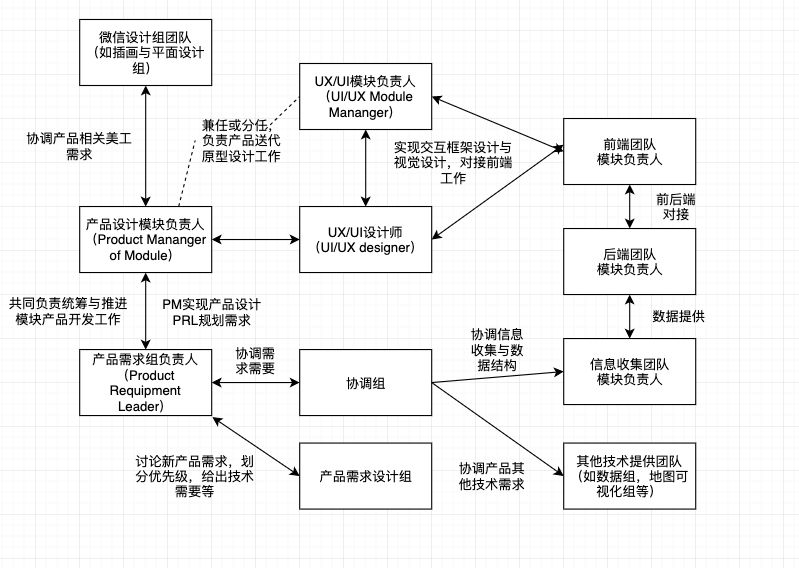 微信设计组团队
（如插画与平面设计
组）
协调产品相关美工
需求
兼任或分任，
负责产品迭代
原型设计工作
UX/UI模块负责人
（UI/UX Module
Mananger）
实现交互框架设计与
视觉设计，对接前端
工作
前端团队
模块负责人
前后端
对接
产品设计模块负责人
（Product Mananger
of Module）
UX/UI设计师
（UI/UX designer）
后端团队
模块负责人
共同负责统筹与推进
模块产品开发工作
PM实现产品设计
PRL规划需求
数据提供
协调信息
收集与数
据结构
信息收集团队
模块负责人
产品需求组负责人
（Product
Requipment
Leader）
协调需
求需要
协调组
讨论新产品需求，划
分优先级，给出技术
需要等
产品需求设计组
协调产品其
他技术需求
其他技术提供团队
（如数据组，地图可
视化组等）